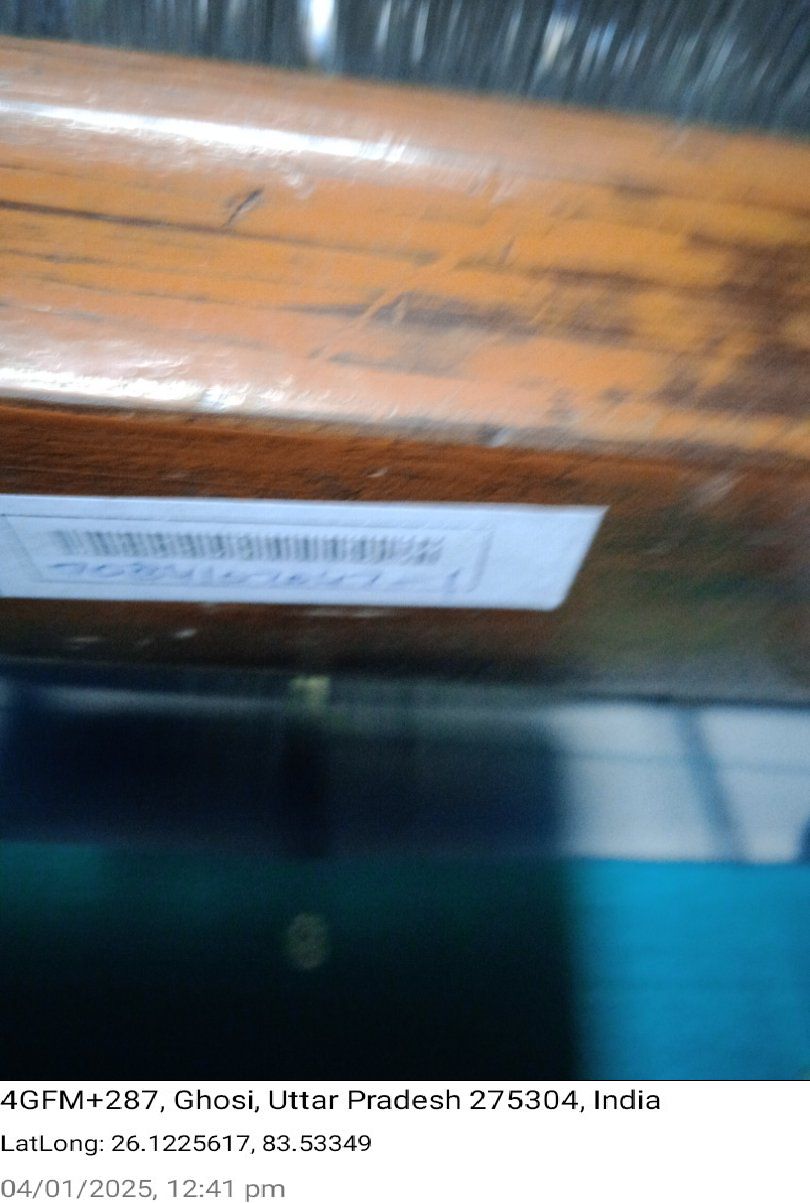 4GFM+287, Ghosi, Uttar Pradesh 275304, India
LatLong: 26.1225617, 83.53349
04/01/2025, 12:41 pm